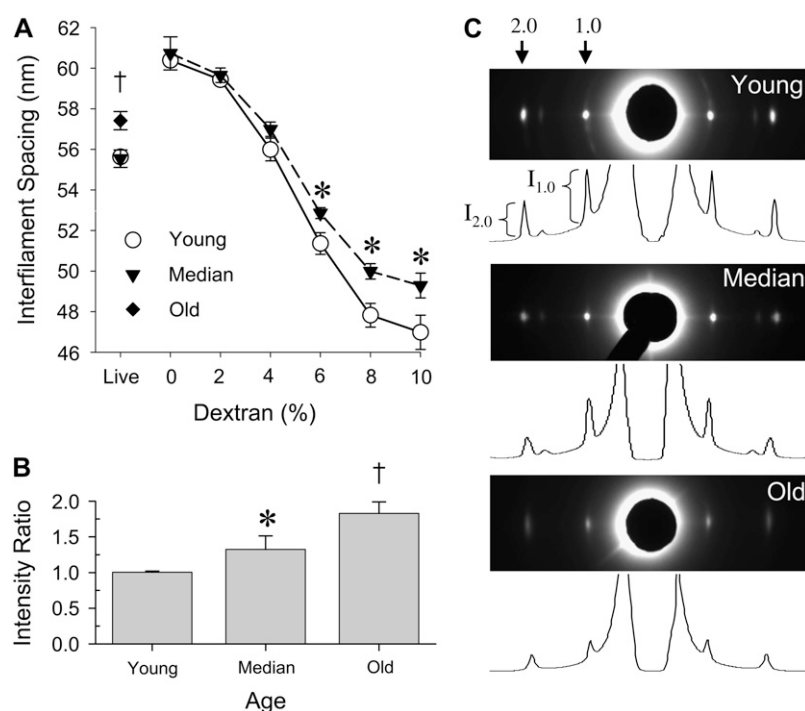 A
Interfilament Spacing (nm)
62
60
58
56
54
52
50
48
46
†
*
*
*
Young
Median
Old
Live
0
2
4
6
8
10
Dextran (%)
B
Intensity Ratio
2.0
1.5
1.0
0.5
0.0
*
†
Young
Median
Old
Age
C
2.0
1.0
Young
I1.0
I2.0
Median
Old